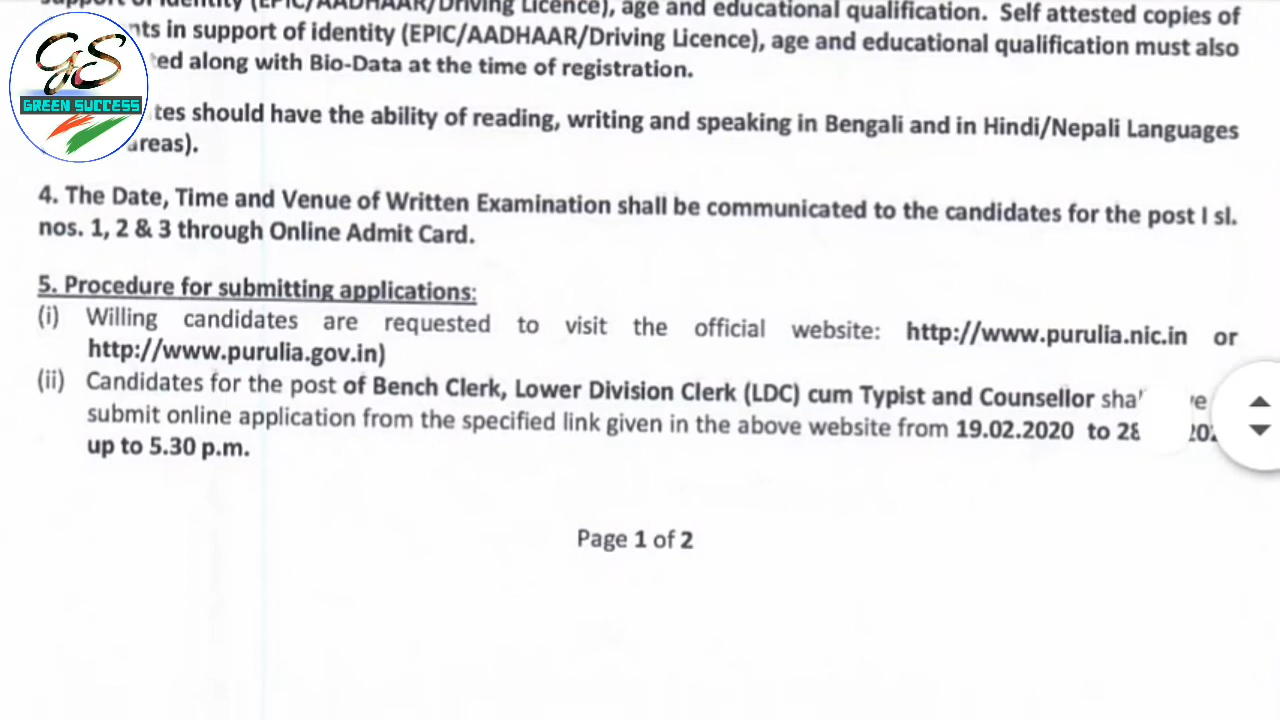 support of identity (EPIC/AADHAAR/Driving Licence), age and educational qualification. Self attested copies of
nts in support of identity (EPIC/AADHAAR/Driving Licence), age and educational qualification must also
ted along with Bio-Data at the time of registration.
GS
GREEN SUCCESS
tes should have the ability of reading, writing and speaking in Bengali and in Hindi/Nepali Languages
areas).
4. The Date, Time and Venue of Written Examination shall be communicated to the candidates for the post I sl.
nos. 1, 2 & 3 through Online Admit Card.
5. Procedure for submitting applications:
(i) Willing candidates are requested to visit the official website: http://www.purulia.nic.in or
http://www.purulia.gov.in)
(ii) Candidates for the post of Bench Clerk, Lower Division Clerk (LDC) cum Typist and Counsellor
submit online application from the specified link given in the above website from 19.02.2020 to 28
up to 5.30 p.m.
Page 1 of 2